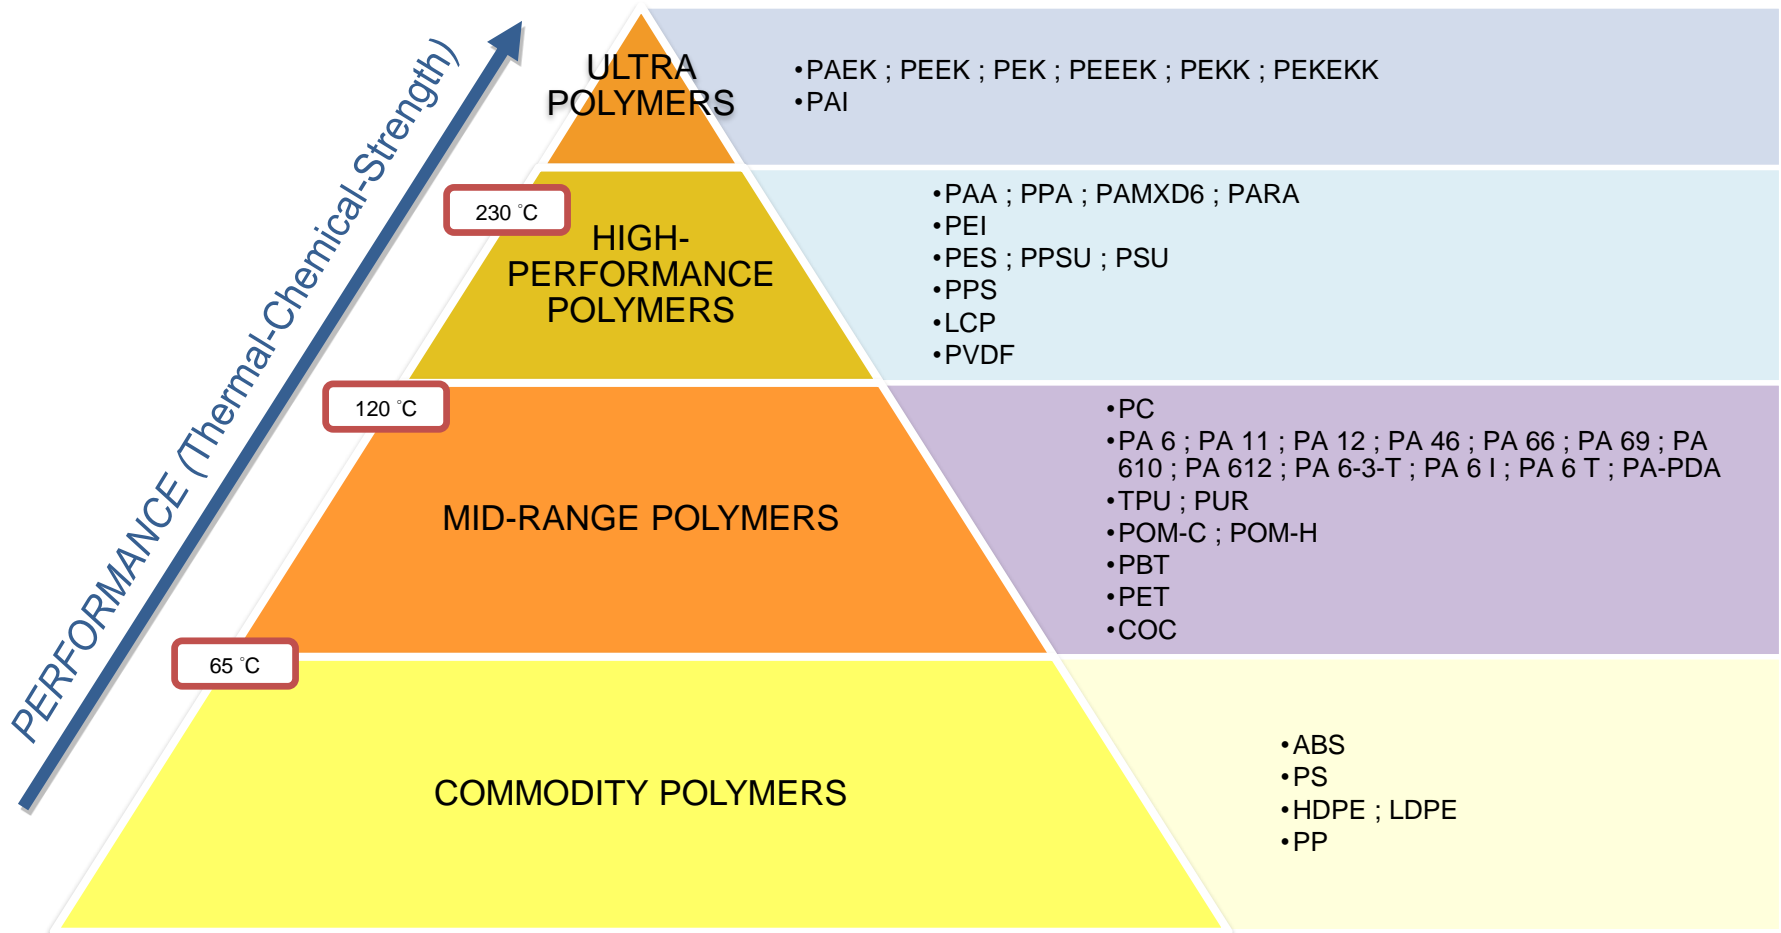 PERFORMANCE (Thermal-Chemical-Strength)
ULTRA
POLYMERS
•PAEK ; PEEK ; PEK ; PEEEK ; PEKK ; PEKEKK
•PAI
230 °C
HIGH-
PERFORMANCE
POLYMERS
•PAA ; PPA ; PAMXD6 ; PARA
•PEI
•PES ; PPSU ; PSU
•PPS
•LCP
•PVDF
120 °C
MID-RANGE POLYMERS
•PC
•PA 6 ; PA 11 ; PA 12 ; PA 46 ; PA 66 ; PA 69 ; PA
610 ; PA 612 ; PA 6-3-T ; PA 6 I ; PA 6 T ; PA-PDA
•TPU ; PUR
•POM-C ; POM-H
•PBT
•PET
•COC
65 °C
COMMODITY POLYMERS
•ABS
•PS
•HDPE ; LDPE
•PP